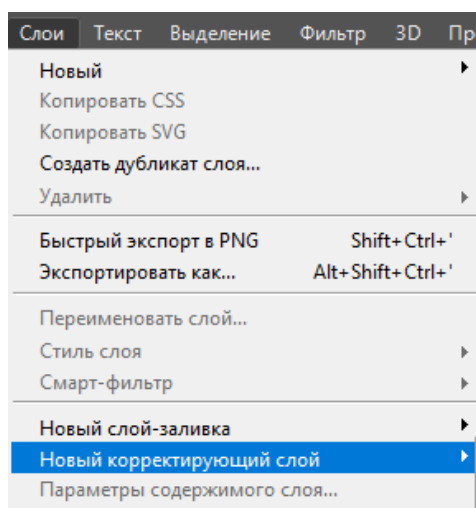 Слои Текст Выделение Фильтр 3D Пр
Новый
Копировать CSS
Копировать SVG
Создать дубликат слоя...
Удалить
Быстрый экспорт в PNG Shift+Ctrl+'
Экспортировать как... Alt+Shift+Ctrl+'
Переименовать слой...
Стиль слоя
Смарт-фильтр
Новый слой-заливка
Новый корректирующий слой
Параметры содержимого слоя...